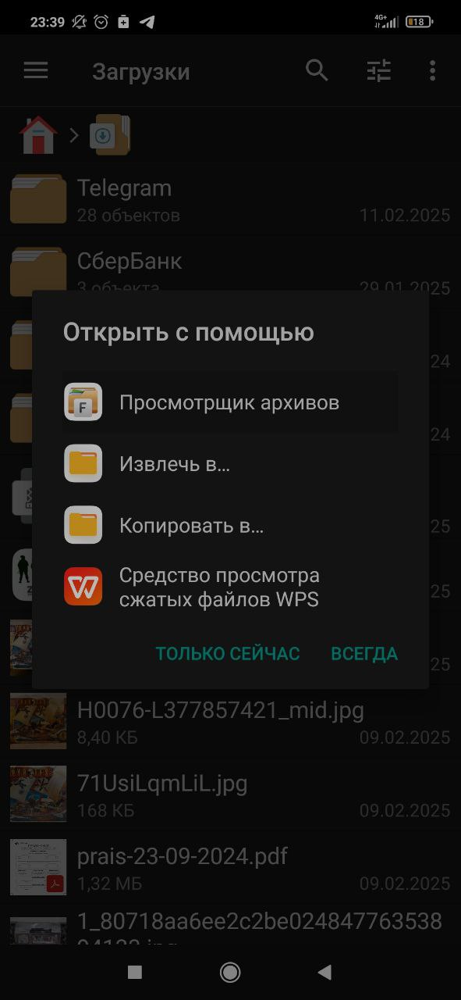 23:39
4G+
18
Загрузки
Telegram
28 объектов
11.02.2025
СберБанк
3 объекта
29.01.2025
24
24
25
25
25
Открыть с помощью
F
Просмотрщик архивов
Извлечь в...
Копировать в...
W
Средство просмотра
сжатых файлов WPS
ТОЛЬКО СЕЙЧАС
ВСЕГДА
H0076-L377857421_mid.jpg
8,40 КБ
09.02.2025
71UsiLqmLiL.jpg
168 КБ
09.02.2025
prais-23-09-2024.pdf
1,32 МБ
09.02.2025
1_80718aa6ee2c2be024847763538